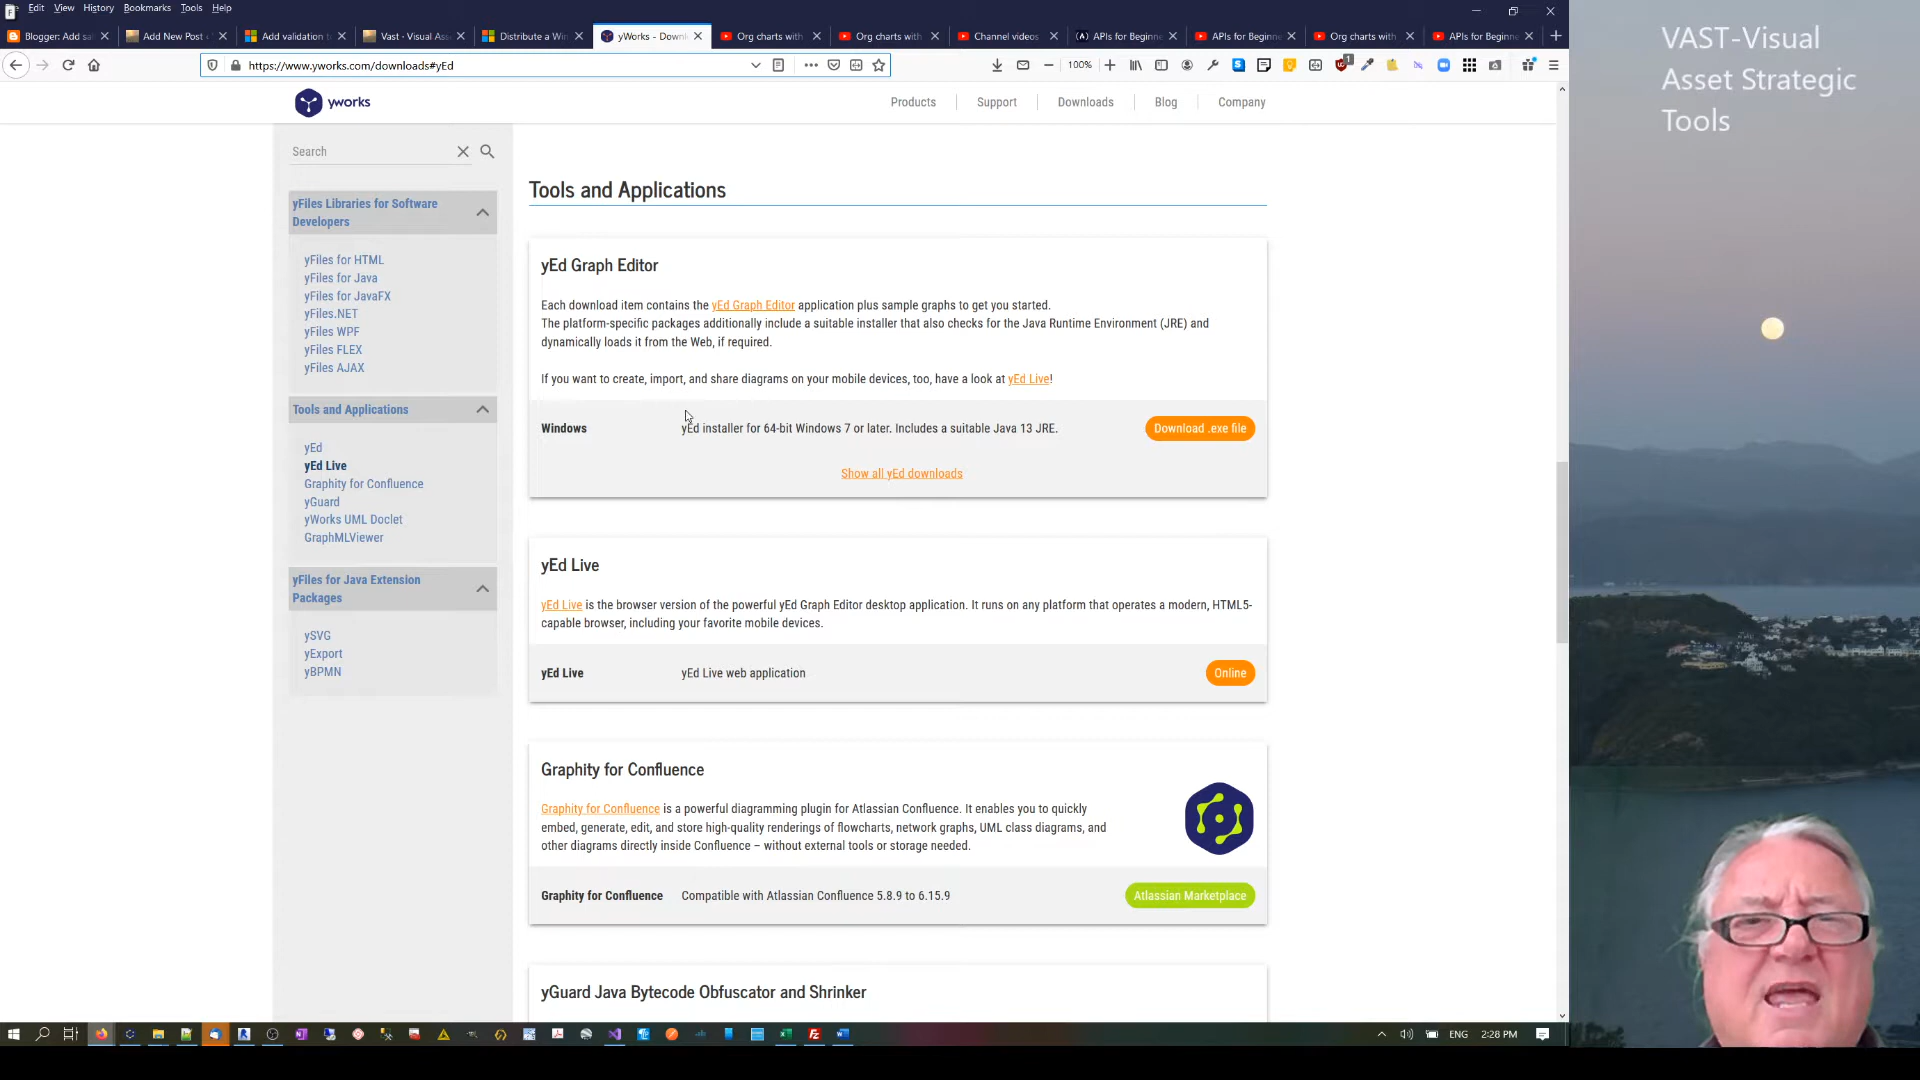 Edit View History Bookmarks Tools Help
Blogger: Add sa
Add New Post
Add validation t
Vast - Visual Ass
Distribute a Win
yWorks - Downl
Org charts with
Org charts with
Channel videos
APIs for Beginne
APIs for Beginne
Org charts with
APIs for Beginne
https://www.yworks.com/downloads#yEd
100%
yworks
Products
Support
Downloads
Blog
Company
Search
yFiles Libraries for Software
Developers
yFiles for HTML
yFiles for Java
yFiles for JavaFX
yFiles.NET
yFiles WPF
yFiles FLEX
yFiles AJAX
Tools and Applications
yEd
yEd Live
Graphity for Confluence
yGuard
yWorks UML Doclet
GraphMLViewer
yFiles for Java Extension
Packages
ySVG
yExport
yBPMN
Tools and Applications
yEd Graph Editor
Each download item contains the yEd Graph Editor application plus sample graphs to get you started.
The platform-specific packages additionally include a suitable installer that also checks for the Java Runtime Environment (JRE) and
dynamically loads it from the Web, if required.
If you want to create, import, and share diagrams on your mobile devices, too, have a look at yEd Live!
Windows yEd installer for 64-bit Windows 7 or later. Includes a suitable Java 13 JRE. Download .exe file
Show all yEd downloads
yEd Live
yEd Live is the browser version of the powerful yEd Graph Editor desktop application. It runs on any platform that operates a modern, HTML5-
capable browser, including your favorite mobile devices.
yEd Live yEd Live web application Online
Graphity for Confluence
Graphity for Confluence is a powerful diagramming plugin for Atlassian Confluence. It enables you to quickly
embed, generate, edit, and store high-quality renderings of flowcharts, network graphs, UML class diagrams, and
other diagrams directly inside Confluence – without external tools or storage needed.
Graphity for Confluence Compatible with Atlassian Confluence 5.8.9 to 6.15.9 Atlassian Marketplace
yGuard Java Bytecode Obfuscator and Shrinker
ENG 2:28 PM
VAST-Visual
Asset Strategic
Tools